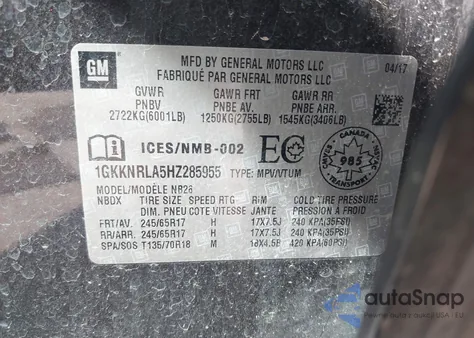 GM
MFD BY GENERAL MOTORS LLC
FABRIQUÉ PAR GENERAL MOTORS LLC
04/17
GVWR GAWR FRT GAWR RR
PNBV PNBE AV. PNBE ARR.
2722KG(6001LB) 1250KG(2755LB) 1545KG(3406LB)
ICES/NMB-002 EC
CANADA
985
TRANSPORT
1GKKNRLA5HZ285955 TYPE: MPV/VTUM
MODEL/MODÈLE NR26
NBDX TIRE SIZE SPEED RTG RIM COLD TIRE PRESSURE
DIM. PNEU COTE VITESSE JANTE PRESSION À FROID
FRT/AV. 245/65R17 H 17X7.5J 240 KPA(35PSI)
RR/ARR. 245/65R17 H 17X7.5J 240 KPA(35PSI)
SPA/SOS T135/70R18 M 18X4.5B 420 KPA(60PSI)
autoSnap